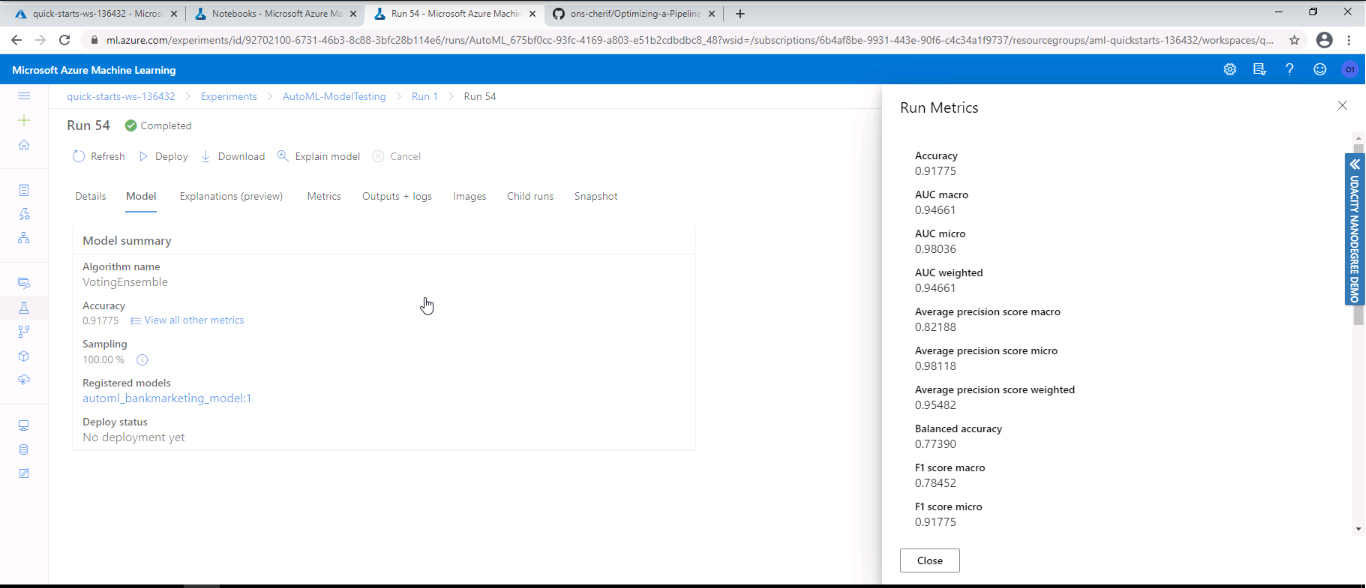 quick-starts-ws-136432 - Micros
Notebooks - Microsoft Azure Ma
Run 54 - Microsoft Azure Machin
ons-cherif/Optimizing-a-Pipeline
ml.azure.com/experiments/id/92702100-6731-46b3-8c88-3bfc28b114e6/runs/AutoML_675bf0cc-93fc-4169-a803-e51b2cdbdbc8_48?wsid=/subscriptions/6b4af8be-9931-443e-90f6-c4c34a1f9737/resourcegroups/aml-quickstarts-136432/workspaces/q...
Microsoft Azure Machine Learning
O1
quick-starts-ws-136432 > Experiments > AutoML-ModelTesting > Run 1 > Run 54
Run 54 Completed
Refresh Deploy Download Explain model Cancel
Details Model Explanations (preview) Metrics Outputs + logs Images Child runs Snapshot
Model summary
Algorithm name
VotingEnsemble
Accuracy
0.91775 View all other metrics
Sampling
100.00 %
Registered models
automl_bankmarketing_model:1
Deploy status
No deployment yet
Run Metrics
Accuracy
0.91775
AUC macro
0.94661
AUC micro
0.98036
AUC weighted
0.94661
Average precision score macro
0.82188
Average precision score micro
0.98118
Average precision score weighted
0.95482
Balanced accuracy
0.77390
F1 score macro
0.78452
F1 score micro
0.91775
Close
UDACITY NANODEGREE DEMO